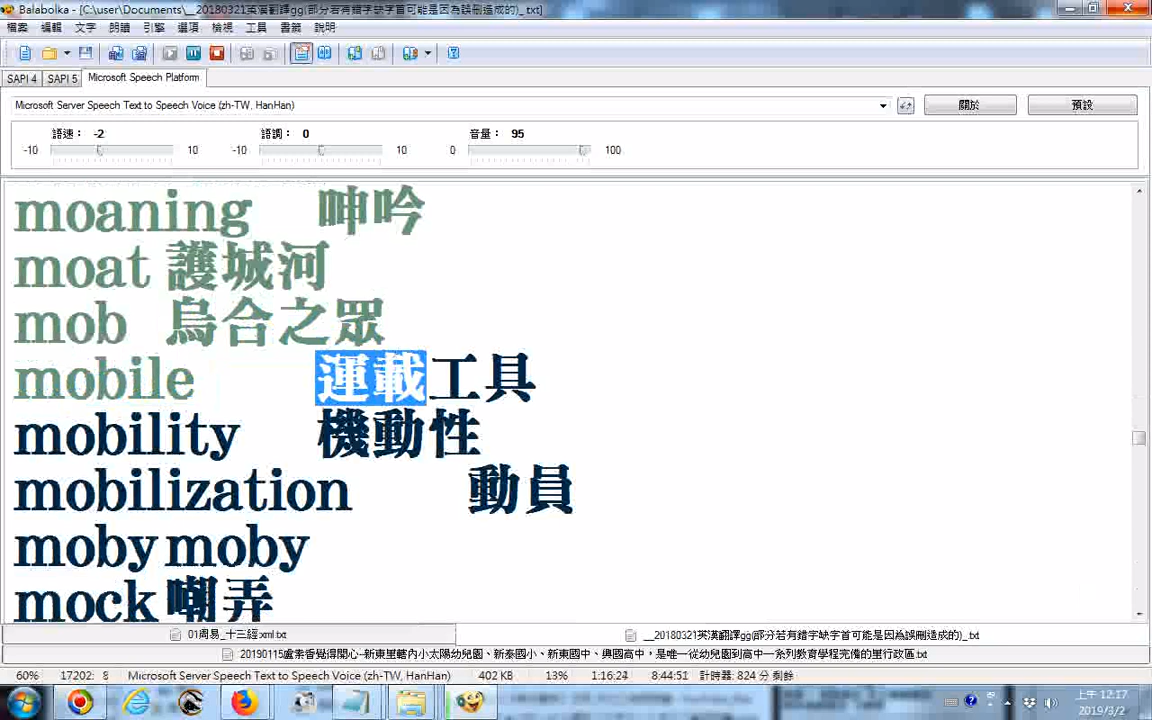 Balabolka - [C:\user\Documents\__20180321英漢翻譯gg(部分若有錯字缺字首可能是因為誤刪造成的)_.txt]
檔案 編輯 文字 朗讀 引擎 選項 檢視 工具 書籤 說明
SAPI 4 SAPI 5 Microsoft Speech Platform
Microsoft Server Speech Text to Speech Voice (zh-TW, HanHan) 關於 預設
語速： -2 語調： 0 音量： 95
-10 10 -10 10 0 100
moaning 呻吟
moat 護城河
mob 烏合之眾
mobile 運載工具
mobility 機動性
mobilization 動員
moby moby
mock 嘲弄
01周易_十三經.xml.txt __20180321英漢翻譯gg(部分若有錯字缺字首可能是因為誤刪造成的)_.txt
20190115盧素香覺得開心--新東里轄內小太陽幼兒園、新泰國小、新東國中、興國高中，是唯一從幼兒園到高中一系列教育學程完備的里行政區.txt
60% 17202: 8 Microsoft Server Speech Text to Speech Voice (zh-TW, HanHan) 402 KB 13% 1:16:24 8:44:51 計時器: 824 分 剩餘
上午 12:17
2019/3/2